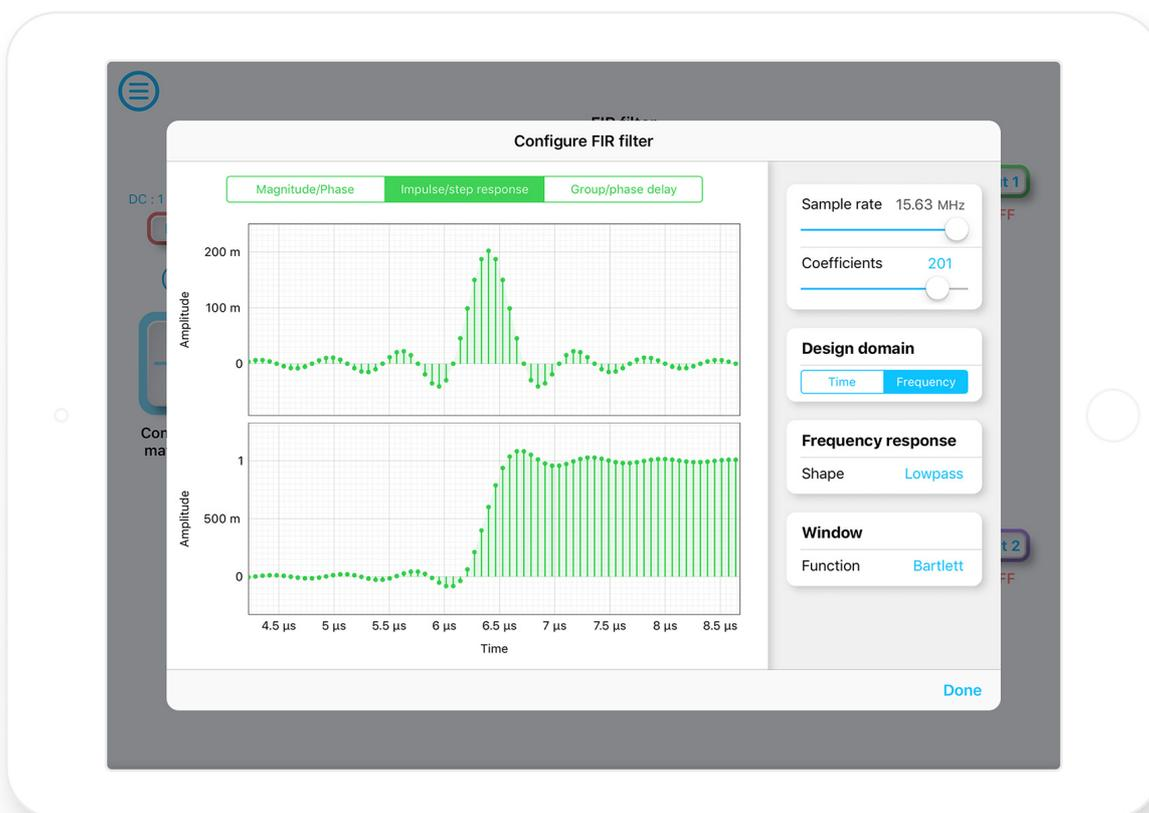 Configure FIR filter
DC : 1
Magnitude/Phase
Impulse/step response
Group/phase delay
Amplitude
200 m
100 m
0
Amplitude
1
500 m
0
4.5 µs
5 µs
5.5 µs
6 µs
6.5 µs
7 µs
7.5 µs
8 µs
8.5 µs
Time
Sample rate 15.63 MHz
Coefficients 201
Design domain
Time
Frequency
Frequency response
Shape Lowpass
Window
Function Bartlett
Done